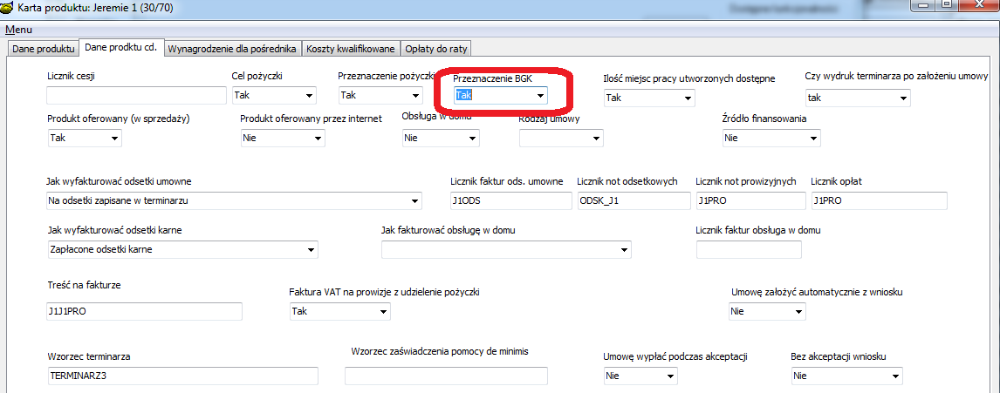 Karta produktu: Jeremie 1 (30/70)
Menu
Dane produktu
Dane prodktu cd.
Wynagrodzenie dla pośrednika
Koszty kwalifikowane
Opłaty do raty
Licznik cesji
Cel pożyczki
Przeznaczenie pożyczki
Przeznaczenie BGK
Ilość miejsc pracy utworzonych dostępne
Czy wydruk terminarza po założeniu umowy
Tak
Tak
Tak
Tak
tak
Produkt oferowany (w sprzedaży)
Produkt oferowany przez internet
Obsługa w domu
Rodzaj umowy
Źródło finansowania
Tak
Nie
Nie
Nie
Jak wyfakturować odsetki umowne
Licznik faktur ods. umowne
Licznik not odsetkowych
Licznik not prowizyjnych
Licznik opłat
Na odsetki zapisane w terminarzu
J1ODS
ODSK_J1
J1PRO
J1PRO
Jak wyfakturować odsetki karne
Jak fakturować obsługę w domu
Licznik faktur obsługa w domu
Zapłacone odsetki karne
Treść na fakturze
Faktura VAT na prowizje z udzielenie pożyczki
Umowę założyć automatycznie z wniosku
J1J1PRO
Tak
Nie
Wzorzec terminarza
Wzorzec zaświadczenia pomocy de minimis
Umowę wypłać podczas akceptacji
Bez akceptacji wniosku
TERMINARZ3
Nie
Nie